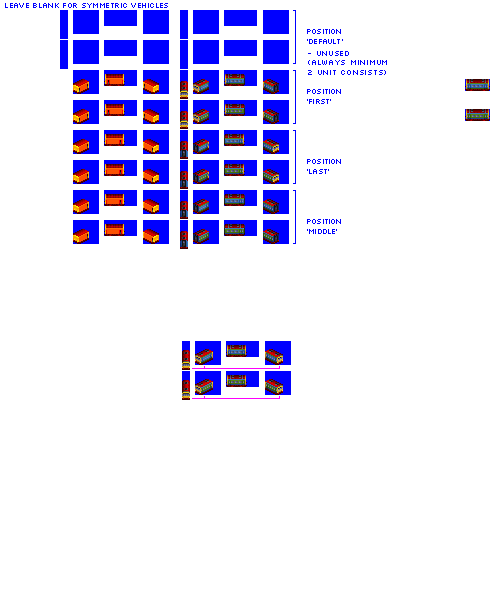 LEAVE BLANK FOR SYMMETRIC VEHICLES
POSITION
'DEFAULT'
- UNUSED
(ALWAYS MINIMUM
2 UNIT CONSISTS)
POSITION
'FIRST'
POSITION
'LAST'
POSITION
'MIDDLE'